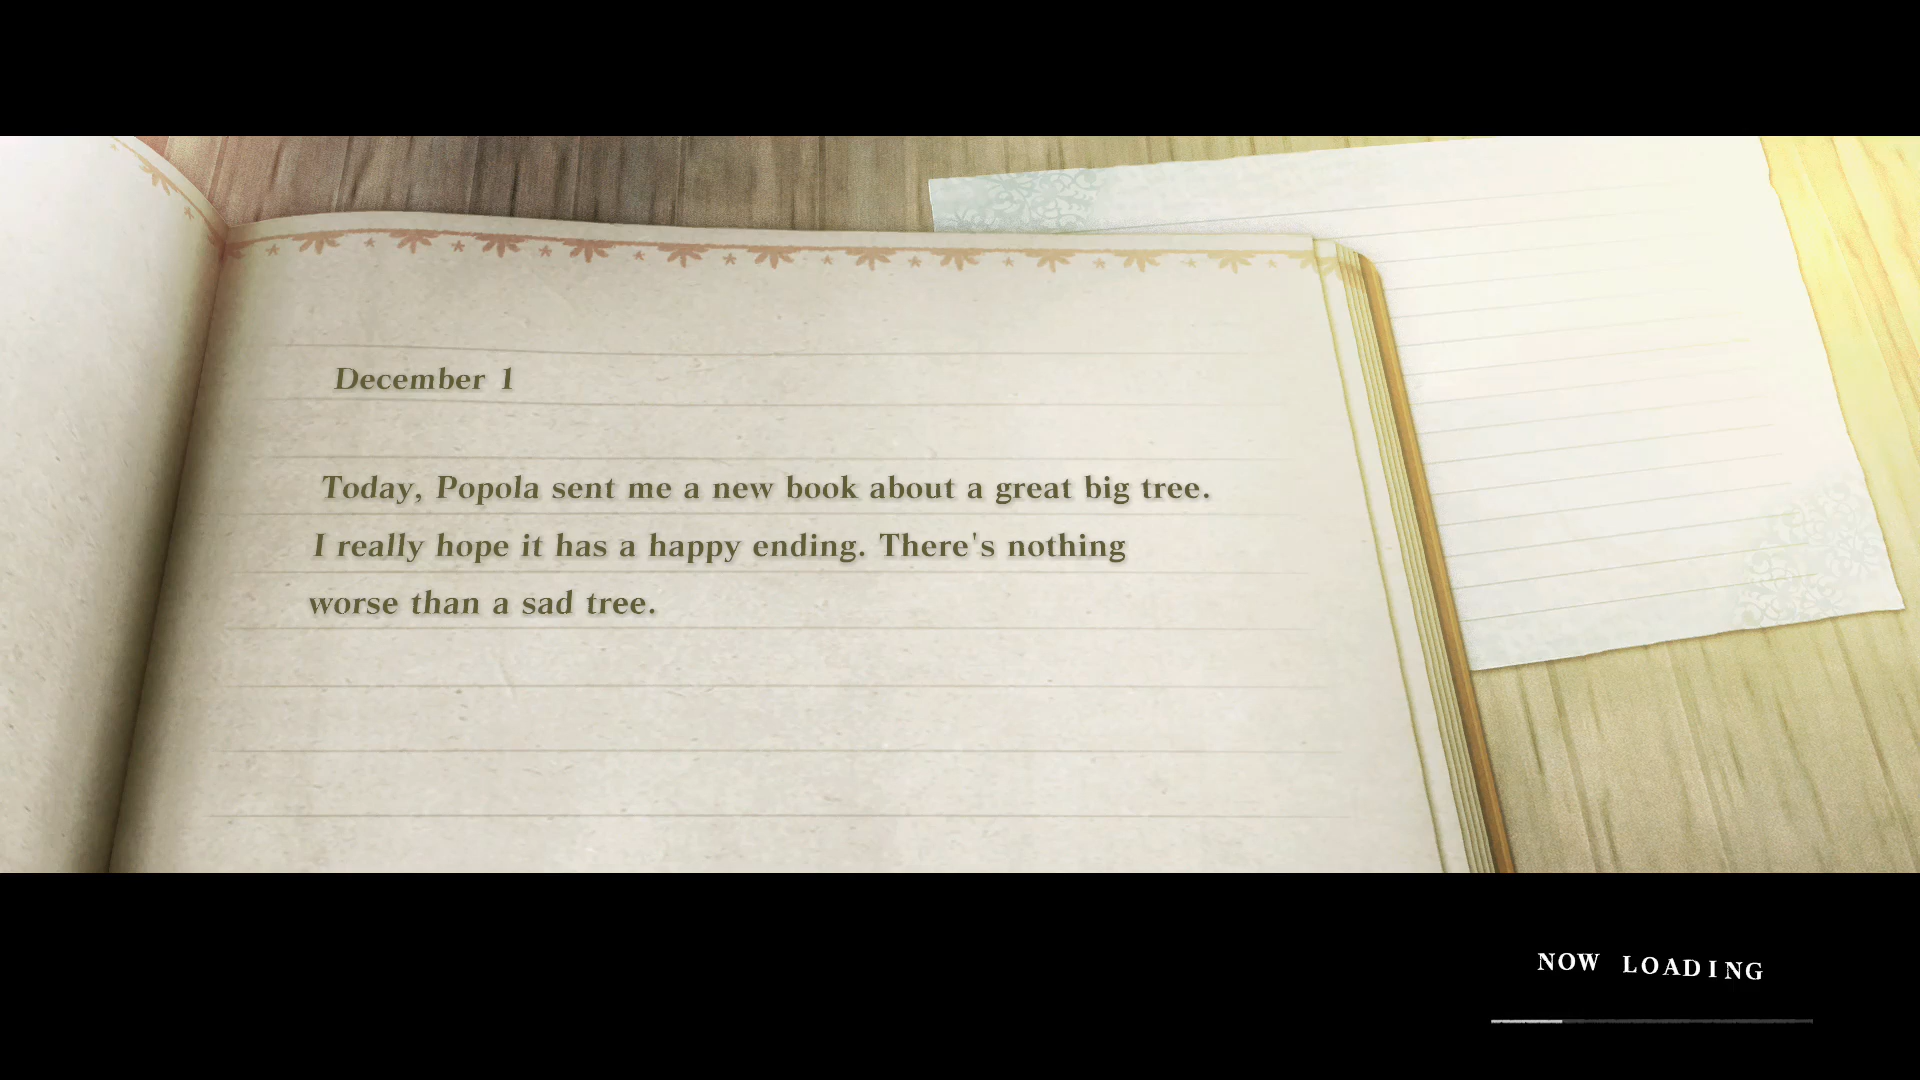 December 1
Today, Popola sent me a new book about a great big tree.
I really hope it has a happy ending. There's nothing
worse than a sad tree.
NOW LOADING